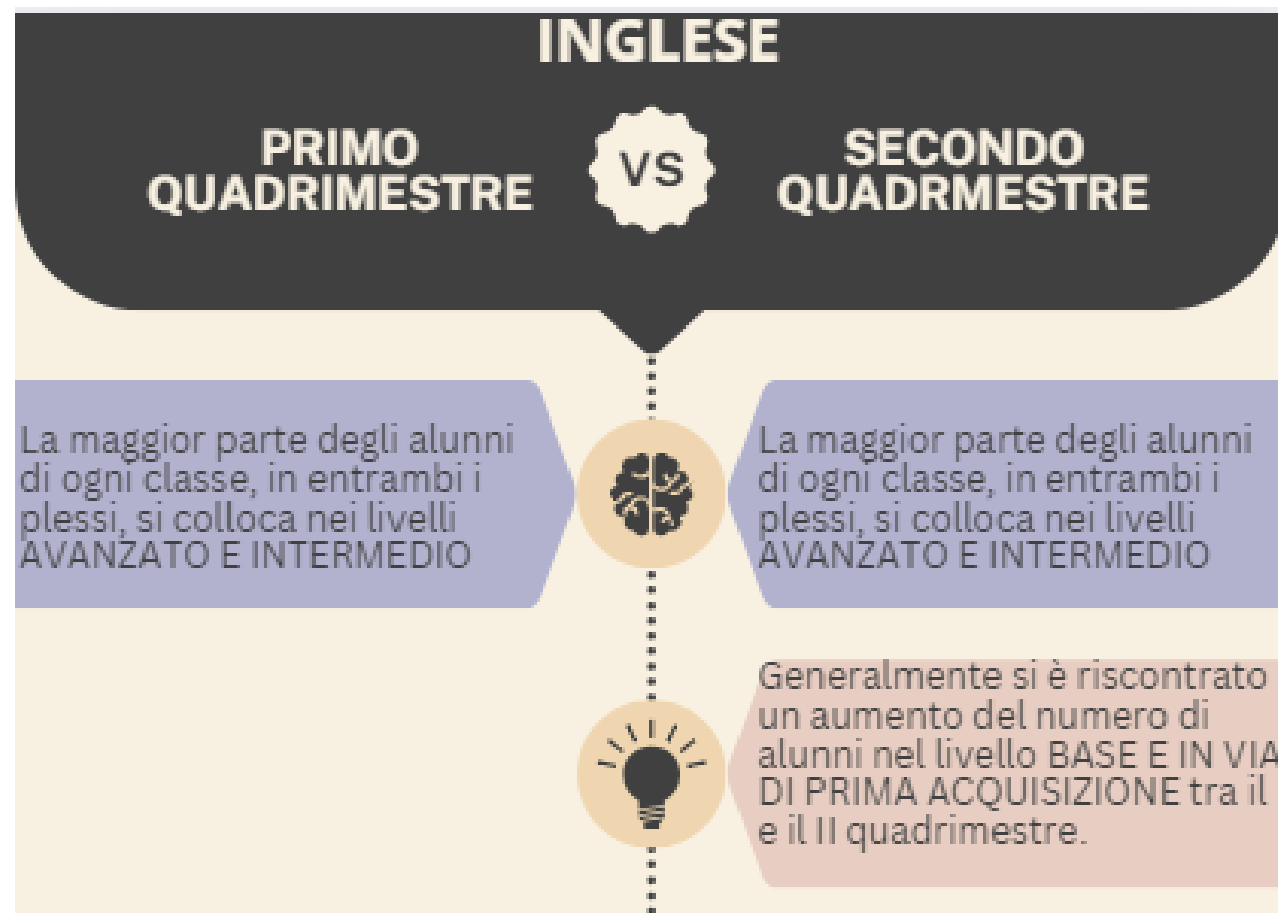 INGLESE
PRIMO
QUADRIMESTRE
VS
SECONDO
QUADRMESTRE
La maggior parte degli alunni
di ogni classe, in entrambi i
plessi, si colloca nei livelli
AVANZATO E INTERMEDIO
La maggior parte degli alunni
di ogni classe, in entrambi i
plessi, si colloca nei livelli
AVANZATO E INTERMEDIO
Generalmente si è riscontrato
un aumento del numero di
alunni nel livello BASE E IN VIA
DI PRIMA ACQUISIZIONE tra il
e il II quadrimestre.